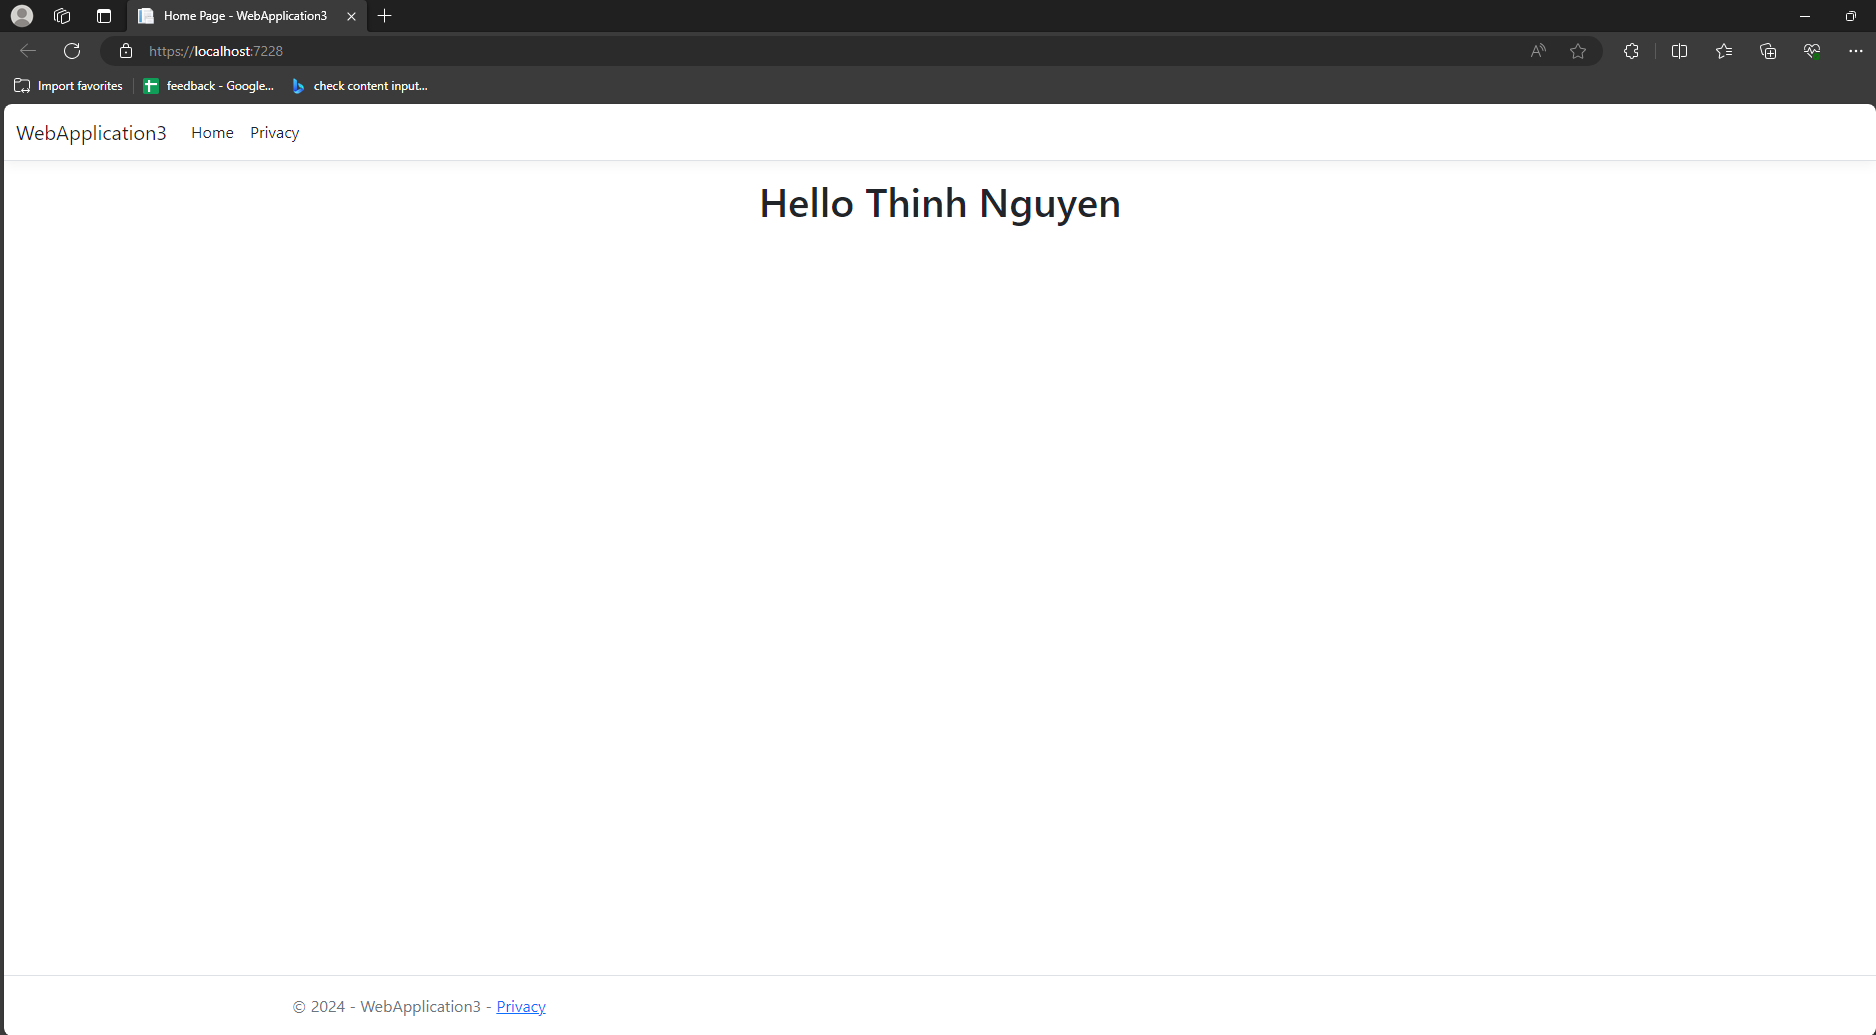 Home Page - WebApplication3
https://localhost:7228
Import favorites
feedback - Google...
check content input...
WebApplication3 Home Privacy
Hello Thinh Nguyen
© 2024 - WebApplication3 - Privacy